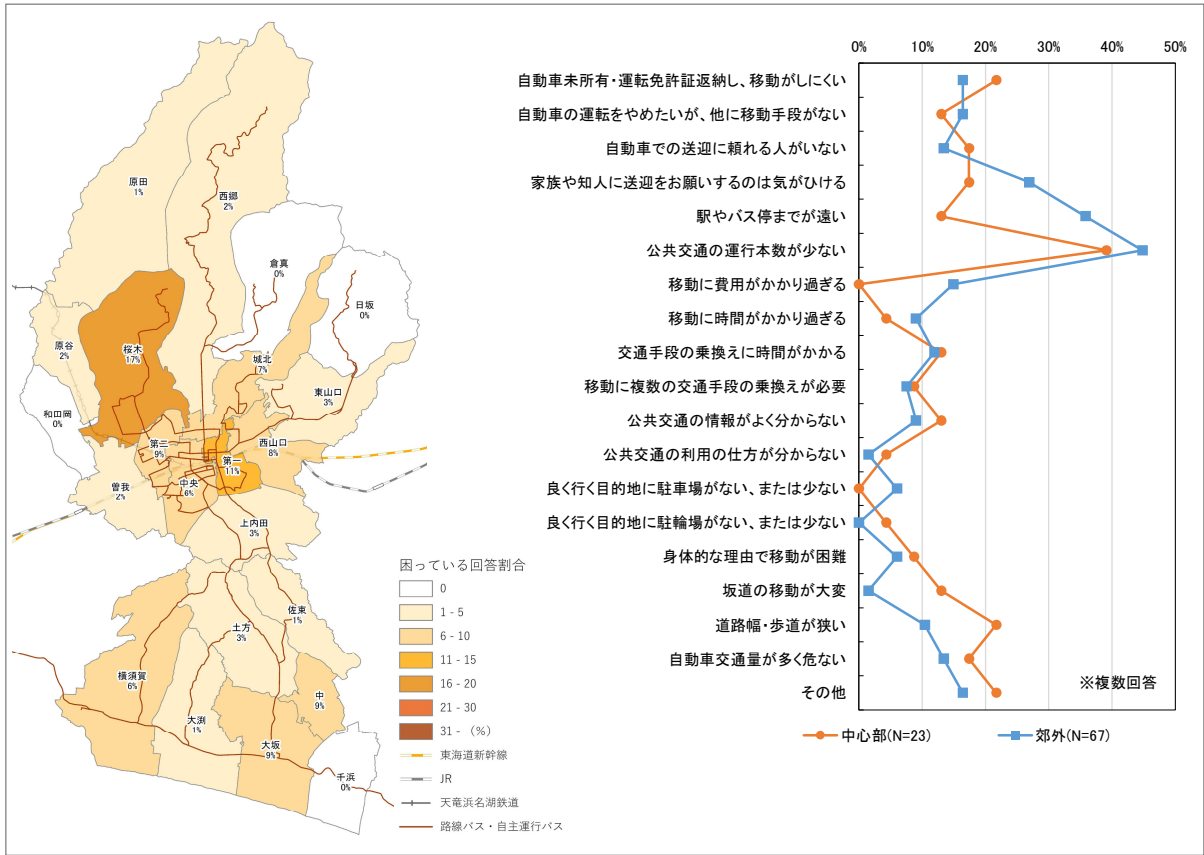 原田
1%
西郷
2%
倉真
0%
日坂
0%
原谷
2%
桜木
17%
城北
7%
東山口
3%
和田岡
0%
第二
9%
西山口
8%
第一
11%
曽我
2%
中央
6%
上内田
3%
佐束
1%
土方
3%
横須賀
6%
中
9%
大渕
1%
大坂
9%
千浜
0%
困っている回答割合
0
1 - 5
6 - 10
11 - 15
16 - 20
21 - 30
31 - （%）
東海道新幹線
JR
天竜浜名湖鉄道
路線バス・自主運行バス
0% 10% 20% 30% 40% 50%
自動車未所有・運転免許証返納し、移動がしにくい
自動車の運転をやめたいが、他に移動手段がない
自動車での送迎に頼れる人がいない
家族や知人に送迎をお願いするのは気がひける
駅やバス停までが遠い
公共交通の運行本数が少ない
移動に費用がかかり過ぎる
移動に時間がかかり過ぎる
交通手段の乗換えに時間がかかる
移動に複数の交通手段の乗換えが必要
公共交通の情報がよく分からない
公共交通の利用の仕方が分からない
良く行く目的地に駐車場がない、または少ない
良く行く目的地に駐輪場がない、または少ない
身体的な理由で移動が困難
坂道の移動が大変
道路幅・歩道が狭い
自動車交通量が多く危ない
その他
※複数回答
中心部(N=23) 郊外(N=67)